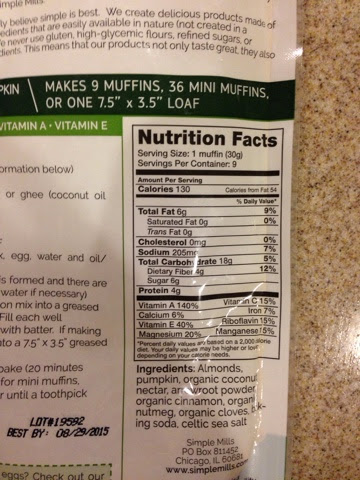 imple Mills
ly believe simple is best. We create delicious products made of
edients that are easily available in nature (not created in a
e never use gluten, high-glycemic flours, refined sugars, or
dients. This means that our products not only taste great, they also
PKIN
MAKES 9 MUFFINS, 36 MINI MUFFINS,
OR ONE 7.5" x 3.5" LOAF
VITAMIN A • VITAMIN E
ormation below)
or ghee (coconut oil
, egg, water and oil/
s formed and there are
water if necessary)
on mix into a greased
Fill each well
with batter. If making
to a 7.5" x 3.5" greased
bake (20 minutes
for mini muffins,
r until a toothpick
LOT#19592
BEST BY: 08/29/2015
eggs? Check out our
Nutrition Facts
Serving Size: 1 muffin (30g)
Servings Per Container: 9
Amount Per Serving
Calories 130 Calories from Fat 54
% Daily Value*
Total Fat 6g 9%
Saturated Fat 0g 0%
Trans Fat 0g
Cholesterol 0mg 0%
Sodium 205mg 7%
Total Carbohydrate 18g 5%
Dietary Fiber 4g 12%
Sugar 6g
Protein 4g
Vitamin A 140% Vitamin C 15%
Calcium 6% Iron 7%
Vitamin E 40% Riboflavin 15%
Magnesium 20% Manganese 15%
*Percent daily values are based on a 2,000 calorie
diet. Your daily values may be higher or lower
depending on your calorie needs.
Ingredients: Almonds,
pumpkin, organic coconut
nectar, arrowroot powder,
organic cinnamon, organic
nutmeg, organic cloves, baking
soda, celtic sea salt
Simple Mills
PO Box 811452
Chicago, IL 60681
www.simplemills.com